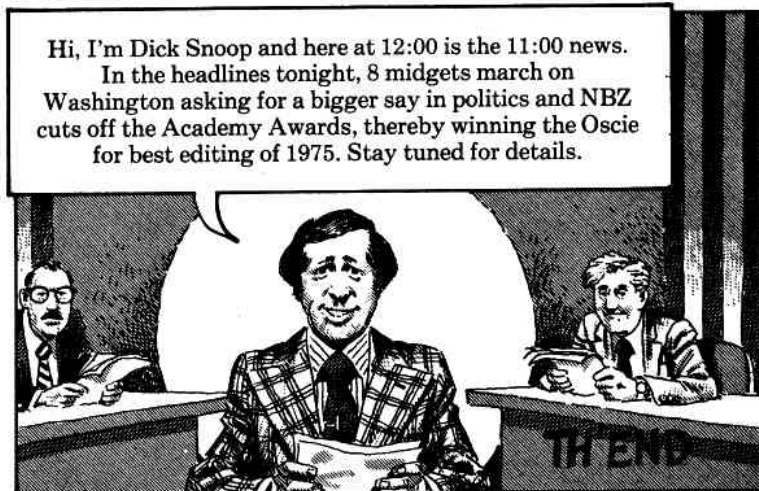 Hi, I'm Dick Snoop and here at 12:00 is the 11:00 news.
In the headlines tonight, 8 midgets march on
Washington asking for a bigger say in politics and NBZ
cuts off the Academy Awards, thereby winning the Oscie
for best editing of 1975. Stay tuned for details.
TH'END